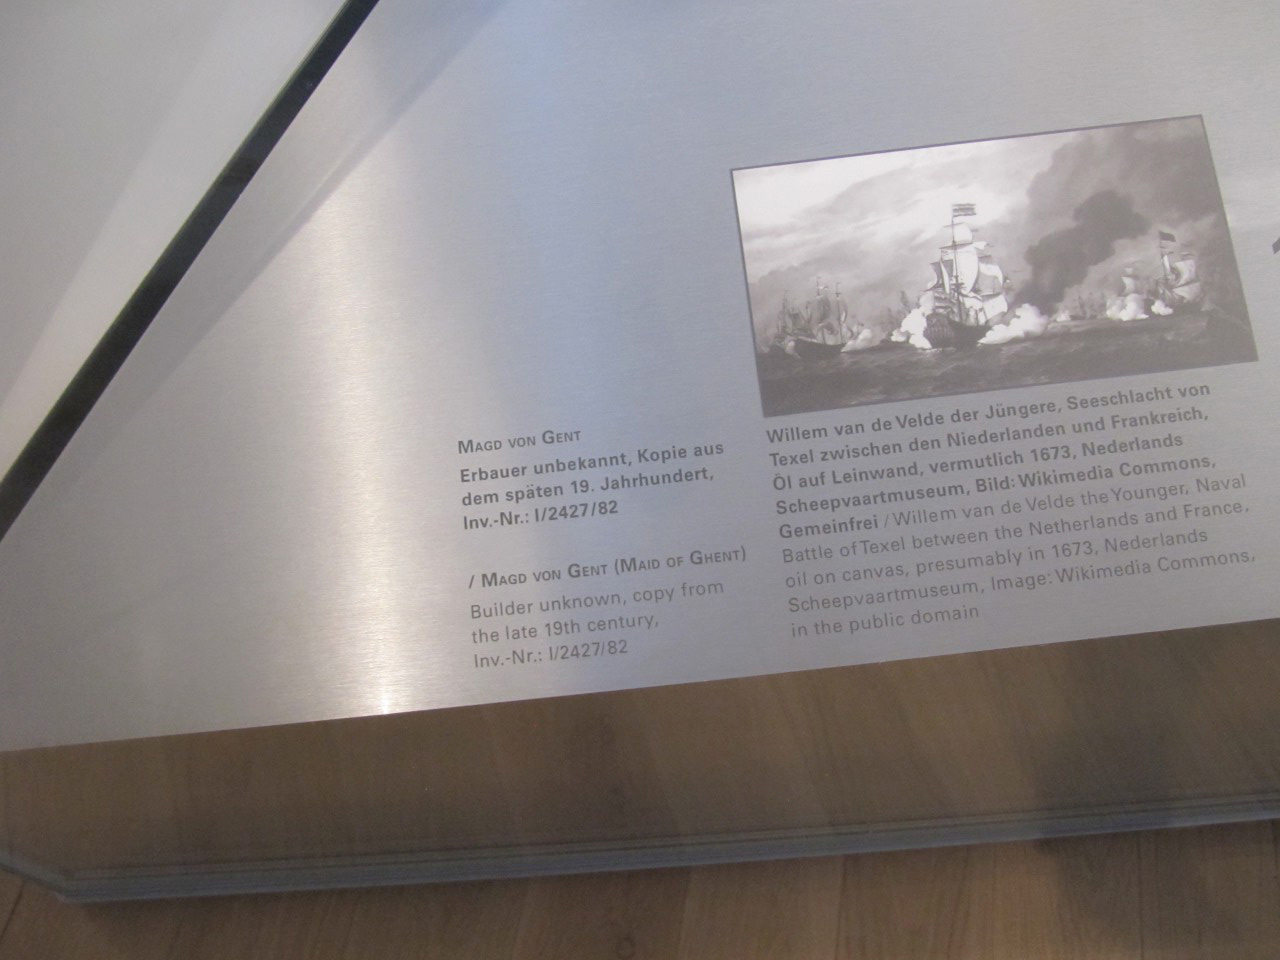 MAGD VON GENT
Erbauer unbekannt, Kopie aus
dem späten 19. Jahrhundert,
Inv.-Nr.: I/2427/82
/ MAGD VON GENT (MAID OF GHENT)
Builder unknown, copy from
the late 19th century,
Inv.-Nr.: I/2427/82
Willem van de Velde der Jüngere, Seeschlacht von
Texel zwischen den Niederlanden und Frankreich,
Öl auf Leinwand, vermutlich 1673, Nederlands
Scheepvaartmuseum, Bild: Wikimedia Commons,
Gemeinfrei / Willem van de Velde the Younger, Naval
Battle of Texel between the Netherlands and France,
oil on canvas, presumably in 1673, Nederlands
Scheepvaartmuseum, Image: Wikimedia Commons,
in the public domain